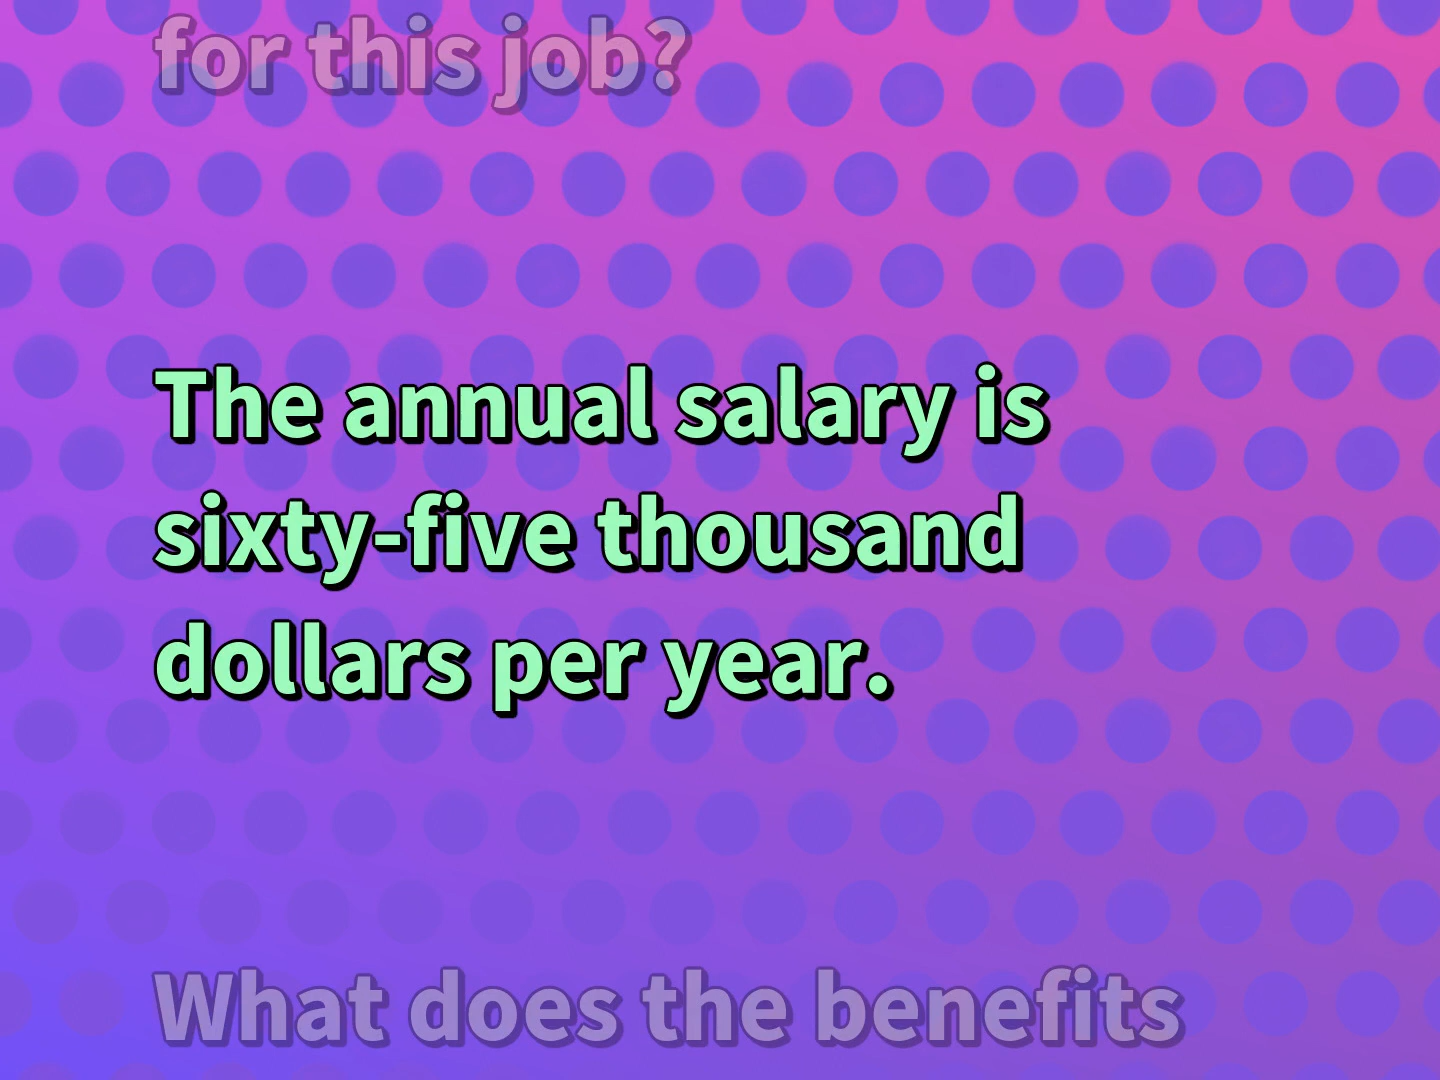 for this job?
The annual salary is
sixty-five thousand
dollars per year.
What does the benefits